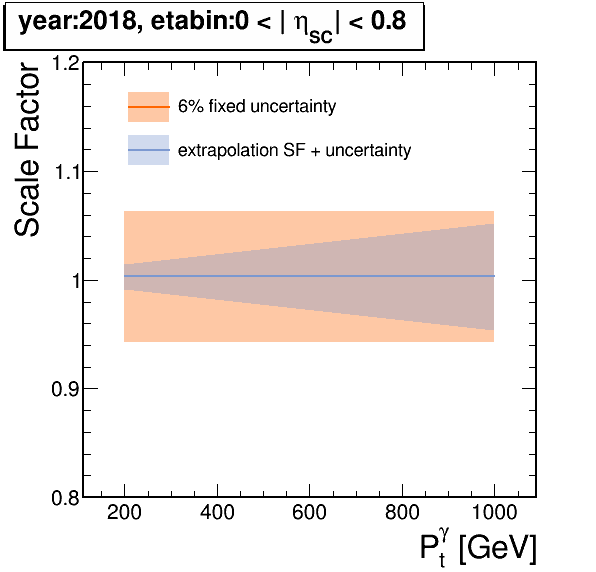 year:2018, etabin:0 < | η_SC| < 0.8
Scale Factor
1.2
1.1
1
0.9
0.8
6% fixed uncertainty
extrapolation SF + uncertainty
200 400 600 800 1000
P_t^γ [GeV]